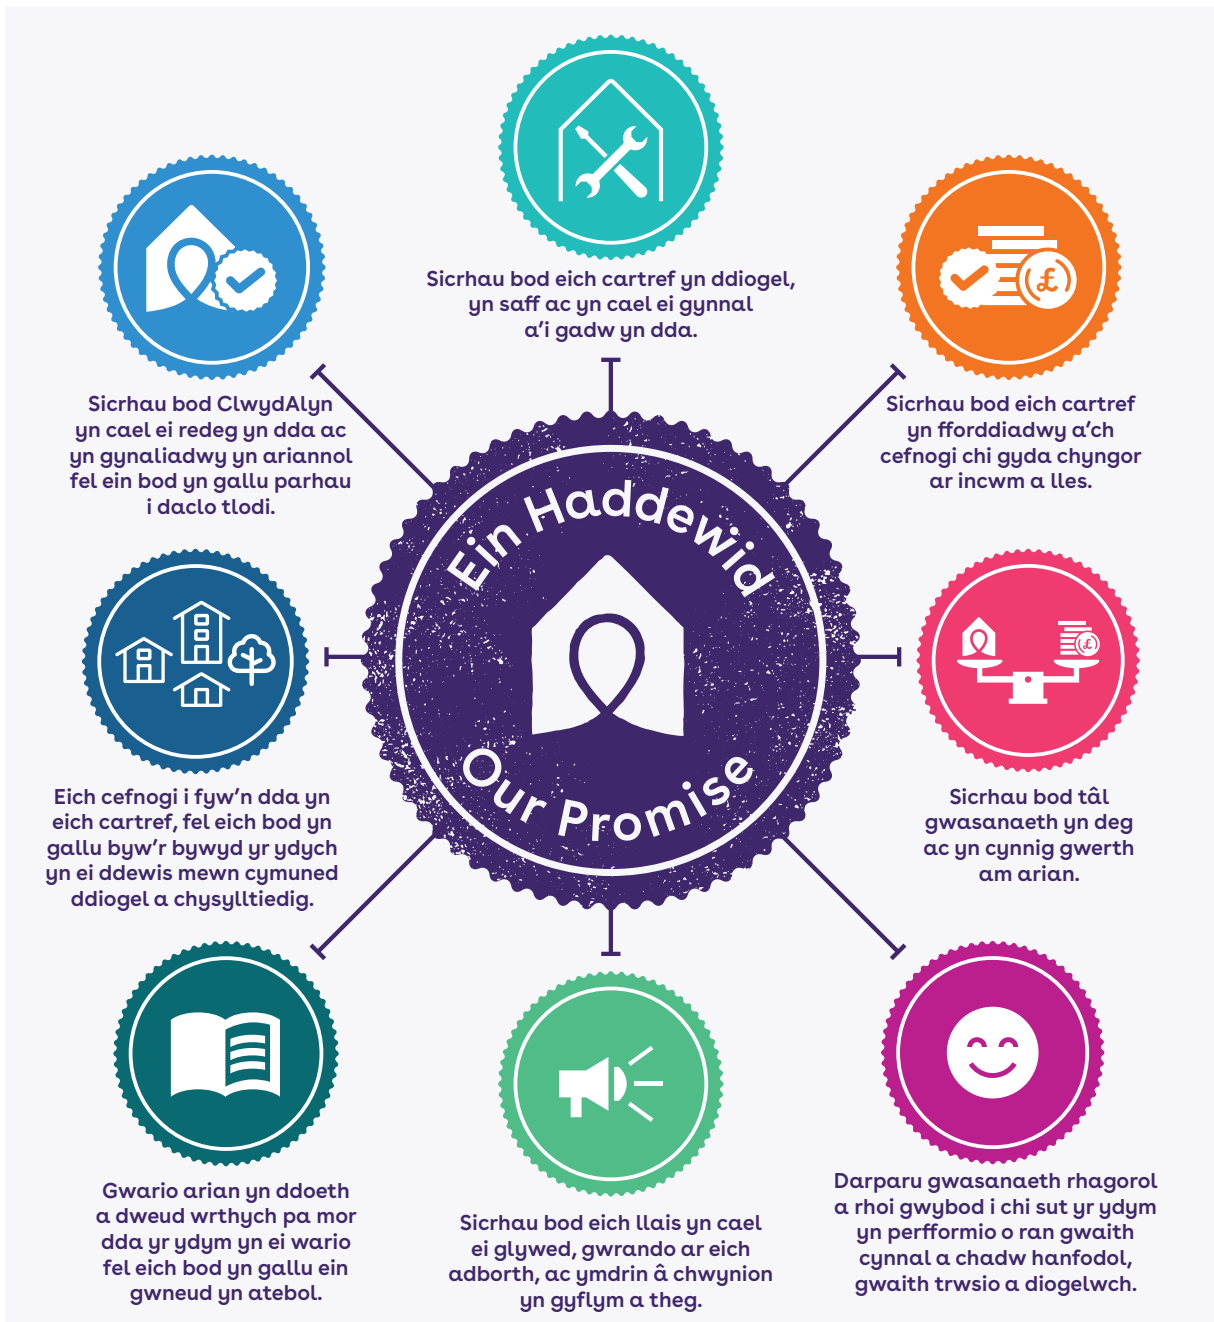 Sicrhau bod eich cartref yn ddiogel,
yn saff ac yn cael ei gynnal
a'i gadw yn dda.
Sicrhau bod eich cartref
yn fforddiadwy a'ch
cefnogi chi gyda chyngor
ar incwm a lles.
Sicrhau bod tâl
gwasanaeth yn deg
ac yn cynnig gwerth
am arian.
Darparu gwasanaeth rhagorol
a rhoi gwybod i chi sut yr ydym
yn perfformio o ran gwaith
cynnal a chadw hanfodol,
gwaith trwsio a diogelwch.
Sicrhau bod eich llais yn cael
ei glywed, gwrando ar eich
adborth, ac ymdrin â chwynion
yn gyflym a theg.
Gwario arian yn ddoeth
a dweud wrthych pa mor
dda yr ydym yn ei wario
fel eich bod yn gallu ein
gwneud yn atebol.
Eich cefnogi i fyw'n dda yn
eich cartref, fel eich bod yn
gallu byw'r bywyd yr ydych
yn ei ddewis mewn cymuned
ddiogel a chysylltiedig.
Sicrhau bod ClwydAlyn
yn cael ei redeg yn dda ac
yn gynaliadwy yn ariannol
fel ein bod yn gallu parhau
i daclo tlodi.
Ein Haddewid
Our Promise
£
£